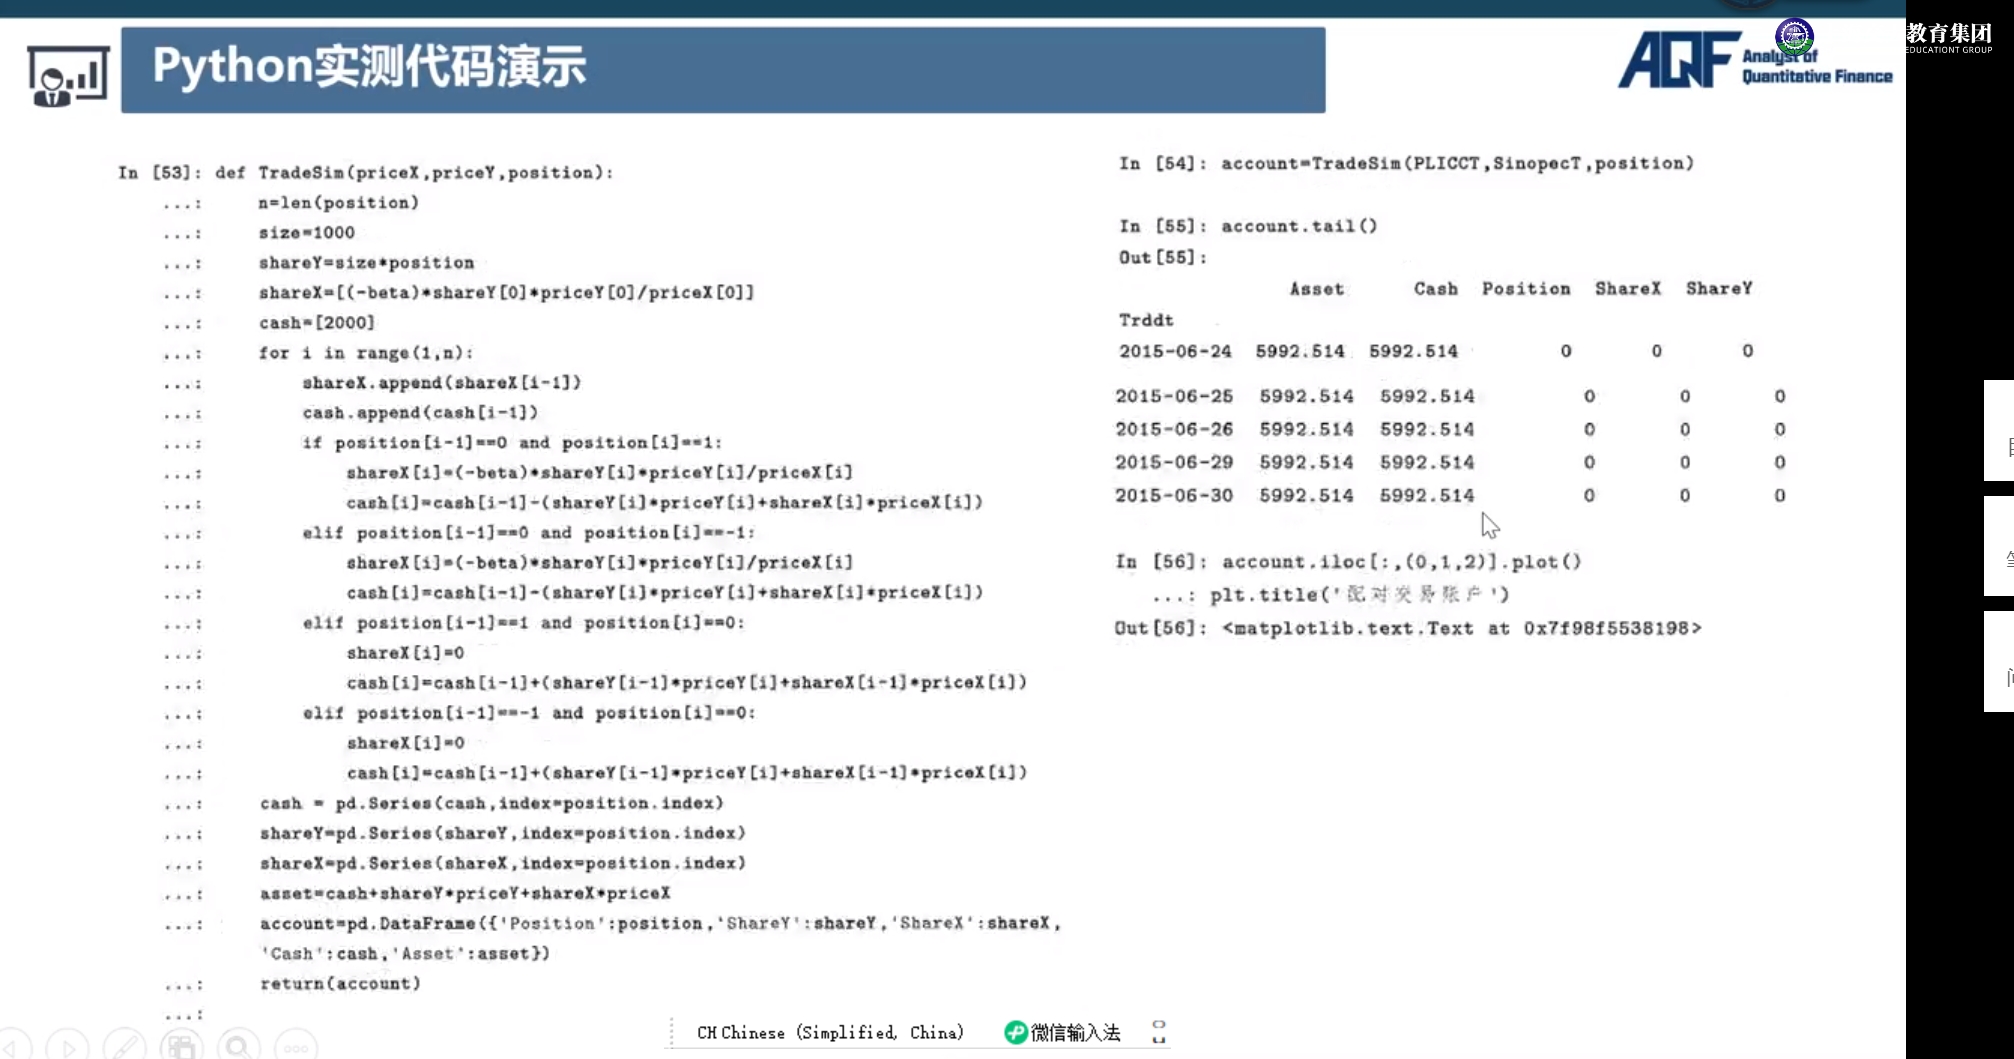 Python实测代码演示
AQF
Analyst of
Quantitative Finance
教育集团
EDUCATIONT GROUP
In [53]: def TradeSim(priceX,priceY,position):
...: n=len(position)
...: size=1000
...: shareY=size*position
...: shareX=[(-beta)*shareY[0]*priceY[0]/priceX[0]]
...: cash=[2000]
...: for i in range(1,n):
...: shareX.append(shareX[i-1])
...: cash.append(cash[i-1])
...: if position[i-1]==0 and position[i]==1:
...: shareX[i]=(-beta)*shareY[i]*priceY[i]/priceX[i]
...: cash[i]=cash[i-1]-(shareY[i]*priceY[i]+shareX[i]*priceX[i])
...: elif position[i-1]==0 and position[i]==-1:
...: shareX[i]=(-beta)*shareY[i]*priceY[i]/priceX[i]
...: cash[i]=cash[i-1]-(shareY[i]*priceY[i]+shareX[i]*priceX[i])
...: elif position[i-1]==1 and position[i]==0:
...: shareX[i]=0
...: cash[i]=cash[i-1]+(shareY[i-1]*priceY[i]+shareX[i-1]*priceX[i])
...: elif position[i-1]==-1 and position[i]==0:
...: shareX[i]=0
...: cash[i]=cash[i-1]+(shareY[i-1]*priceY[i]+shareX[i-1]*priceX[i])
...: cash = pd.Series(cash,index=position.index)
...: shareY=pd.Series(shareY,index=position.index)
...: shareX=pd.Series(shareX,index=position.index)
...: asset=cash+shareY*priceY+shareX*priceX
...: account=pd.DataFrame({'Position':position,'ShareY':shareY,'ShareX':shareX,
'Cash':cash,'Asset':asset})
...: return(account)
...:
In [54]: account=TradeSim(PLICCT,SinopecT,position)
In [55]: account.tail()
Out[55]:
Asset Cash Position ShareX ShareY
Trddt
2015-06-24 5992.514 5992.514 0 0 0
2015-06-25 5992.514 5992.514 0 0 0
2015-06-26 5992.514 5992.514 0 0 0
2015-06-29 5992.514 5992.514 0 0 0
2015-06-30 5992.514 5992.514 0 0 0
In [56]: account.iloc[:,(0,1,2)].plot()
...: plt.title('配对交易账户')
Out[56]: <matplotlib.text.Text at 0x7f98f5538198>
CH Chinese (Simplified, China) 微信输入法